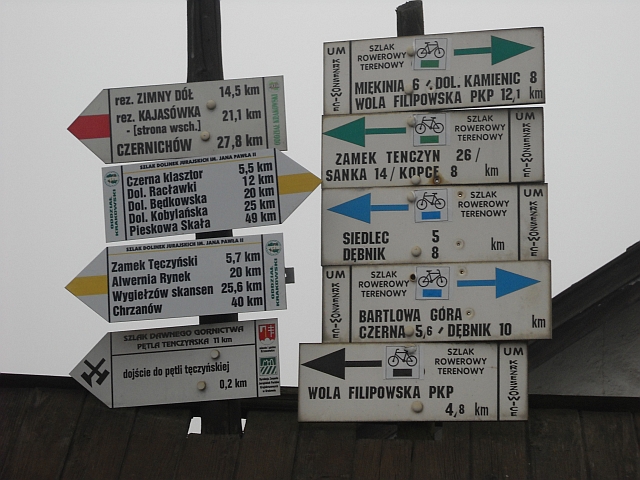 rez. ZIMNY DÓŁ 14,5 km
rez. KAJASÓWKA 21,1 km
- [strona wsch.]
CZERNICHÓW 27,8 km
SZLAK DOLINEK JURAJSKICH IM. JANA PAWŁA II
Czerna klasztor 5,5 km
Dol. Racławki 12 km
Dol. Będkowska 20 km
Dol. Kobylańska 25 km
Pieskowa Skała 49 km
ODDZIAŁ KRAKOWSKI
SZLAK DOLINEK JURAJSKICH IM. JANA PAWŁA II
Zamek Tęczyński 5,7 km
Alwernia Rynek 20 km
Wygiełzów skansen 25,6 km
Chrzanów 40 km
ODDZIAŁ KRAKOWSKI
SZLAK DAWNEGO GÓRNICTWA
PĘTLA TENCZYŃSKA 11 km
dojście do pętli tęczyńskiej
0,2 km
UM KRZESZOWICE
SZLAK ROWEROWY TERENOWY
MIĘKINIA 6 / DOL. KAMIENIC 8
WOLA FILIPOWSKA PKP 12,1 km
SZLAK ROWEROWY TERENOWY
UM KRZESZOWICE
ZAMEK TENCZYN 26 /
SANKA 14 / KOPCE 8 km
SZLAK ROWEROWY TERENOWY
UM KRZESZOWICE
SIEDLEC 5
DĘBNIK 8 km
UM KRZESZOWICE
SZLAK ROWEROWY TERENOWY
BARTLOWA GÓRA
CZERNA 5,6 / DĘBNIK 10 km
SZLAK ROWEROWY TERENOWY
UM KRZESZOWICE
WOLA FILIPOWSKA PKP
4,8 km